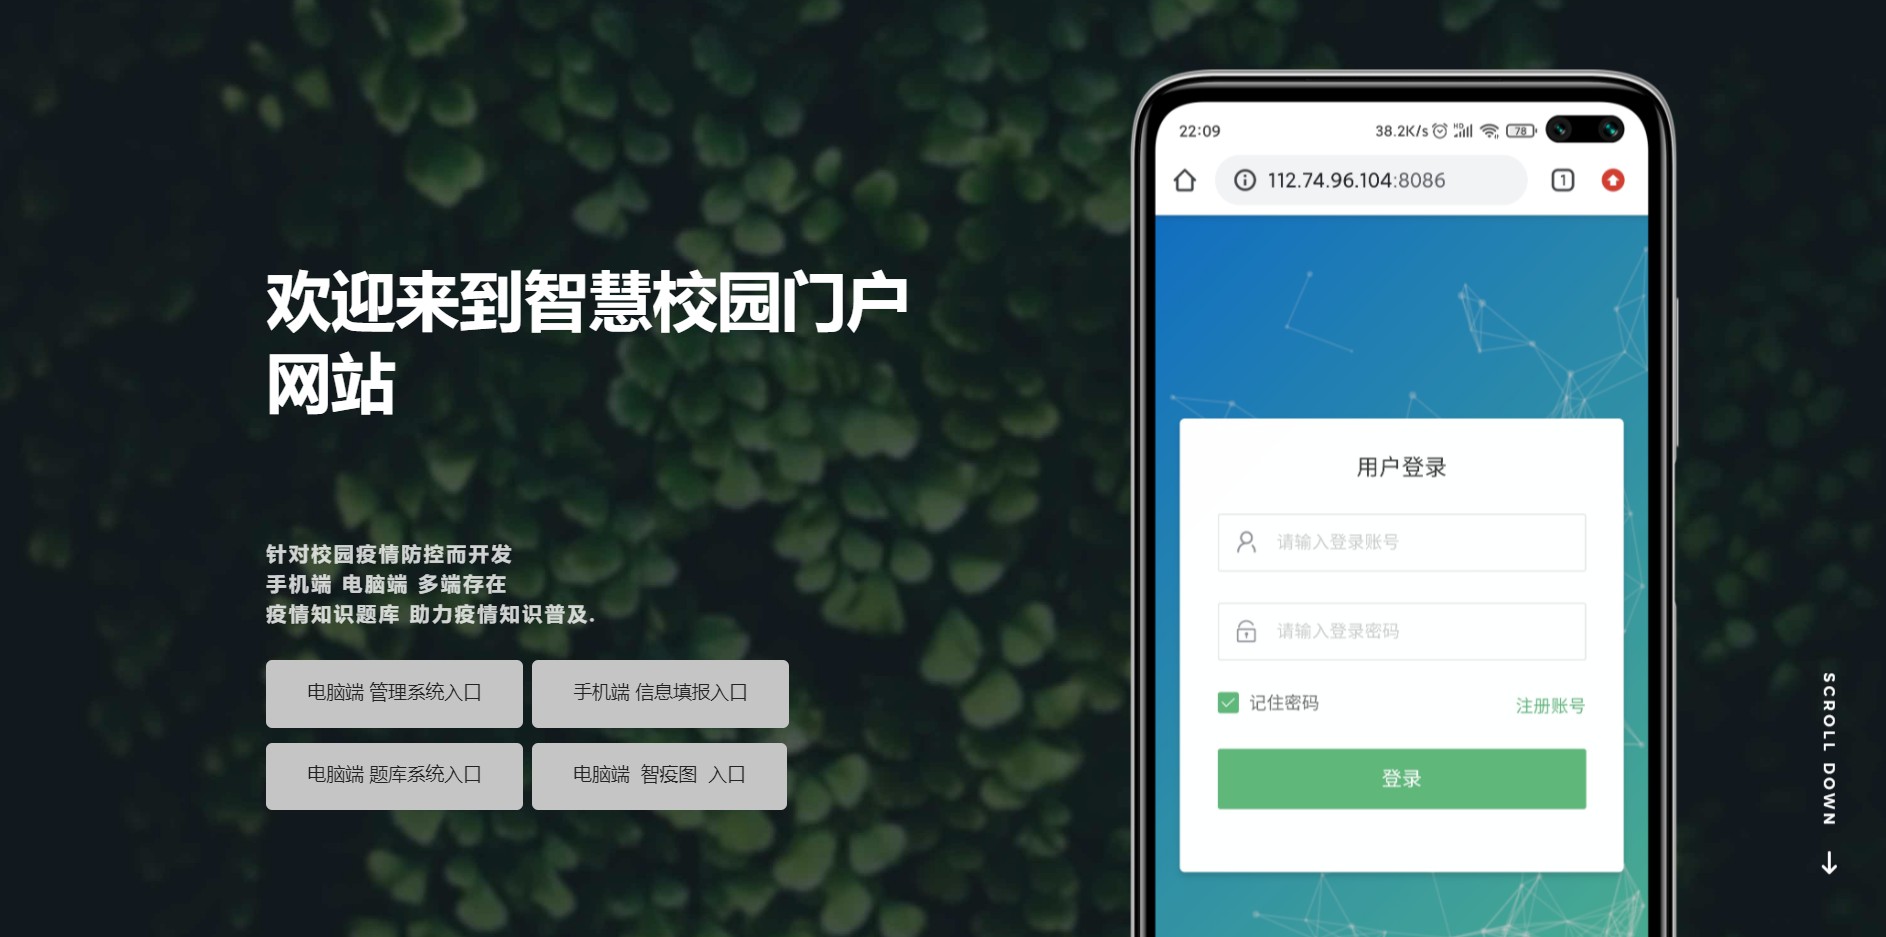 欢迎来到智慧校园门户
网站
针对校园疫情防控而开发
手机端 电脑端 多端存在
疫情知识题库 助力疫情知识普及.
电脑端 管理系统入口
手机端 信息填报入口
电脑端 题库系统入口
电脑端 智疫图 入口
22:09
38.2K/s HD 78
112.74.96.104:8086
1
用户登录
请输入登录账号
请输入登录密码
记住密码
注册账号
登录
SCROLL DOWN